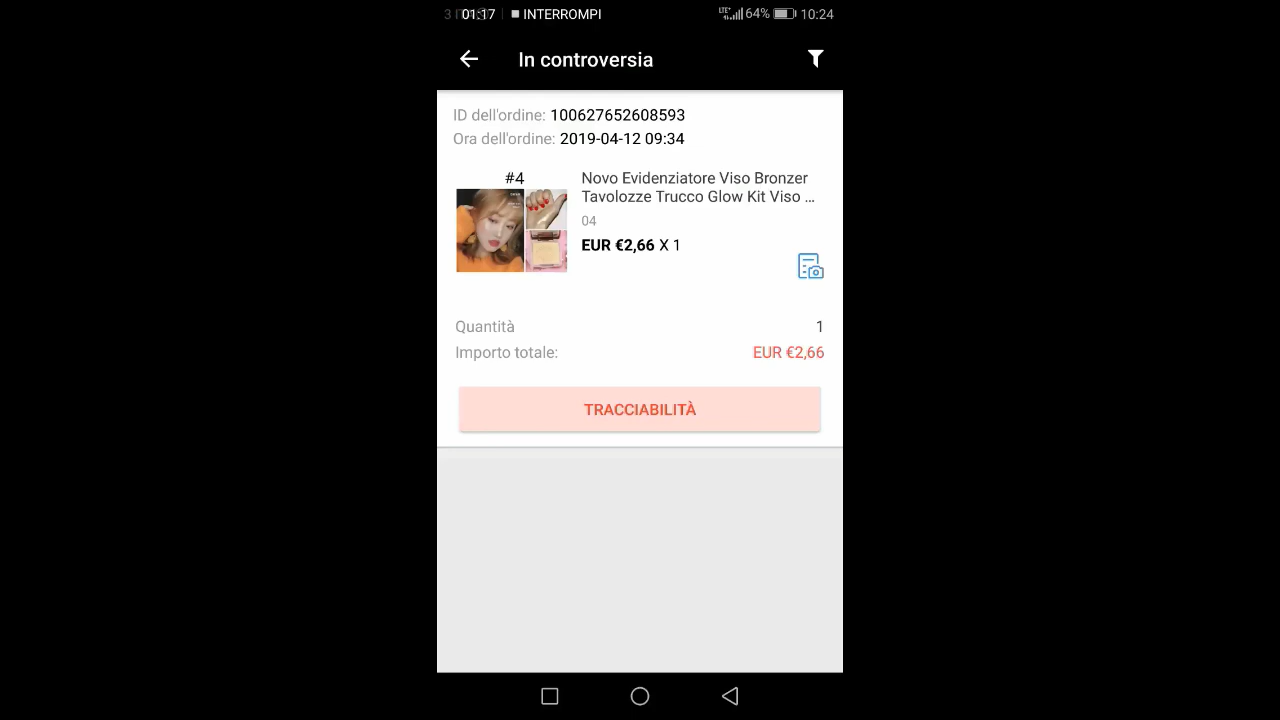 01:17 INTERROMPI 64% 10:24
In controversia
ID dell'ordine: 100627652608593
Ora dell'ordine: 2019-04-12 09:34
#4
Novo Evidenziatore Viso Bronzer
Tavolozze Trucco Glow Kit Viso ...
04
EUR €2,66 X 1
Quantità 1
Importo totale: EUR €2,66
TRACCIABILITÀ